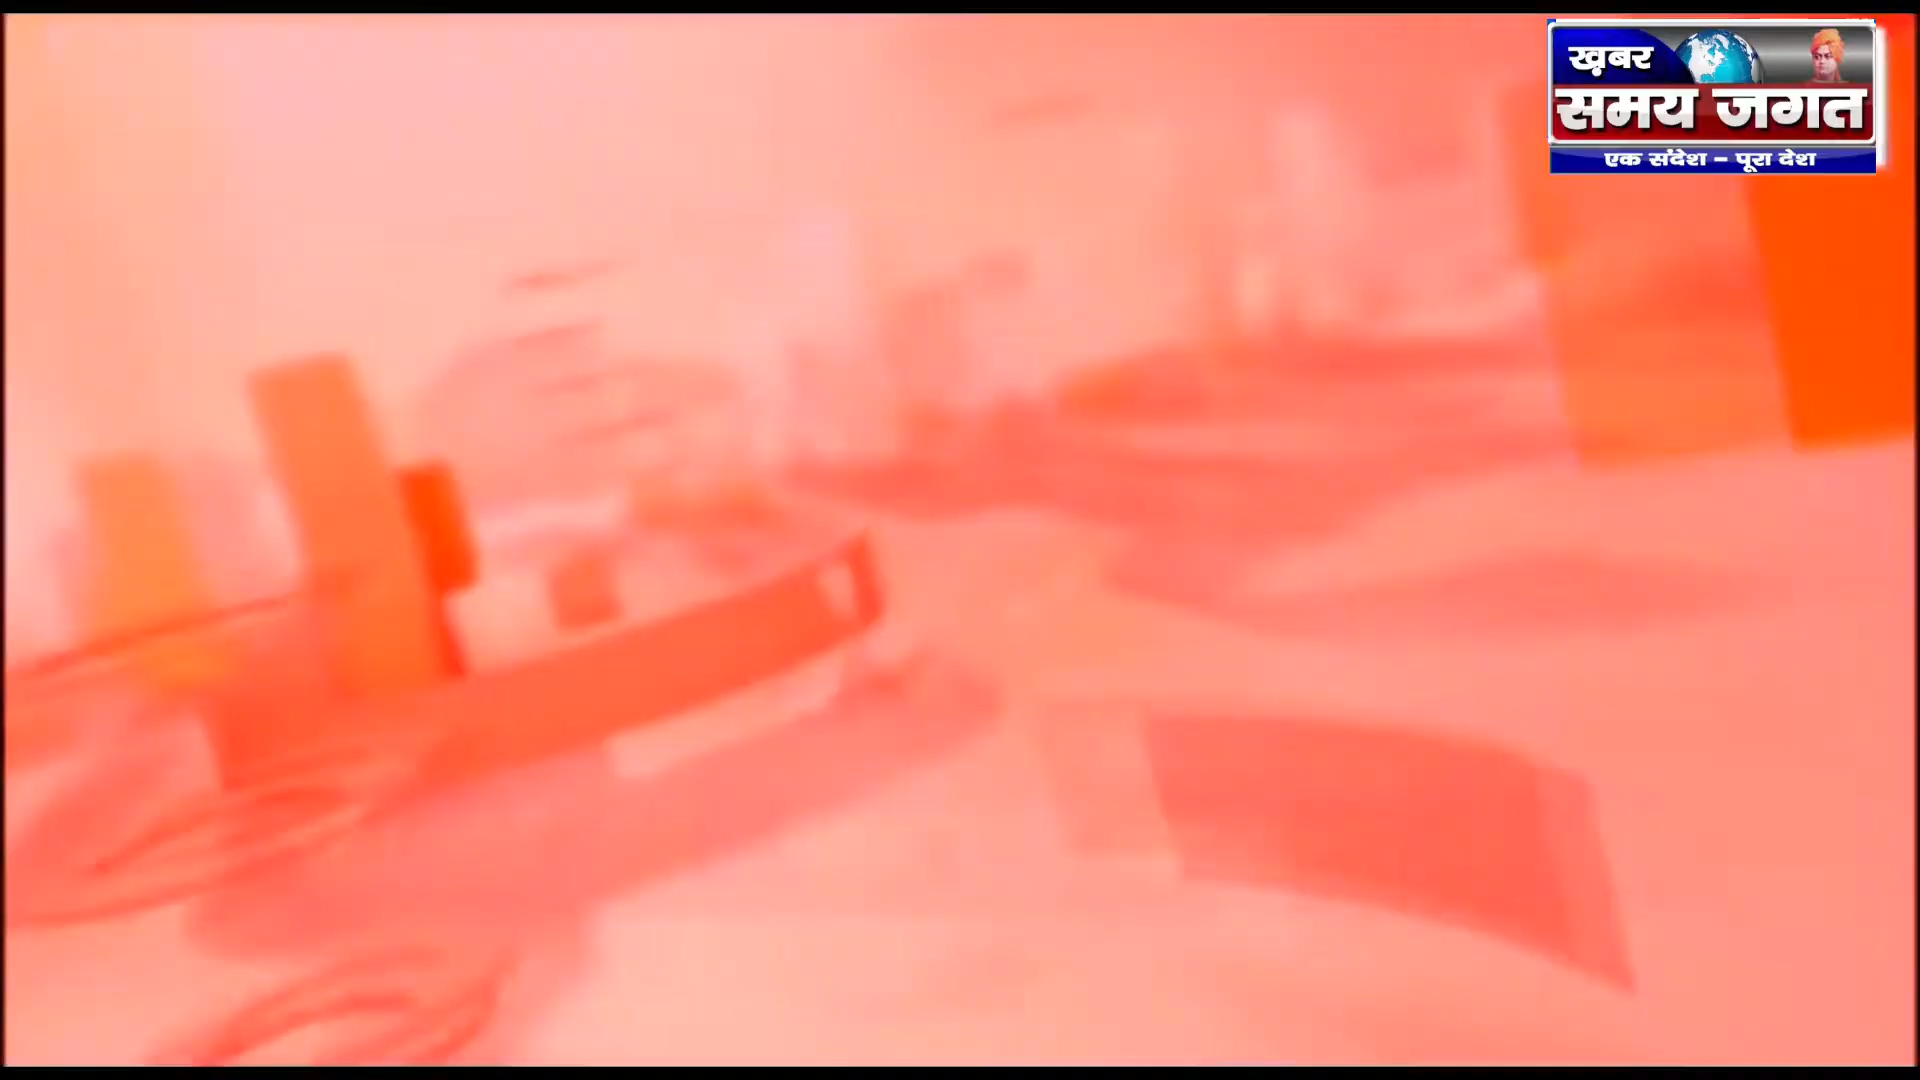 ख़बर
समय जगत
एक संदेश - पूरा देश